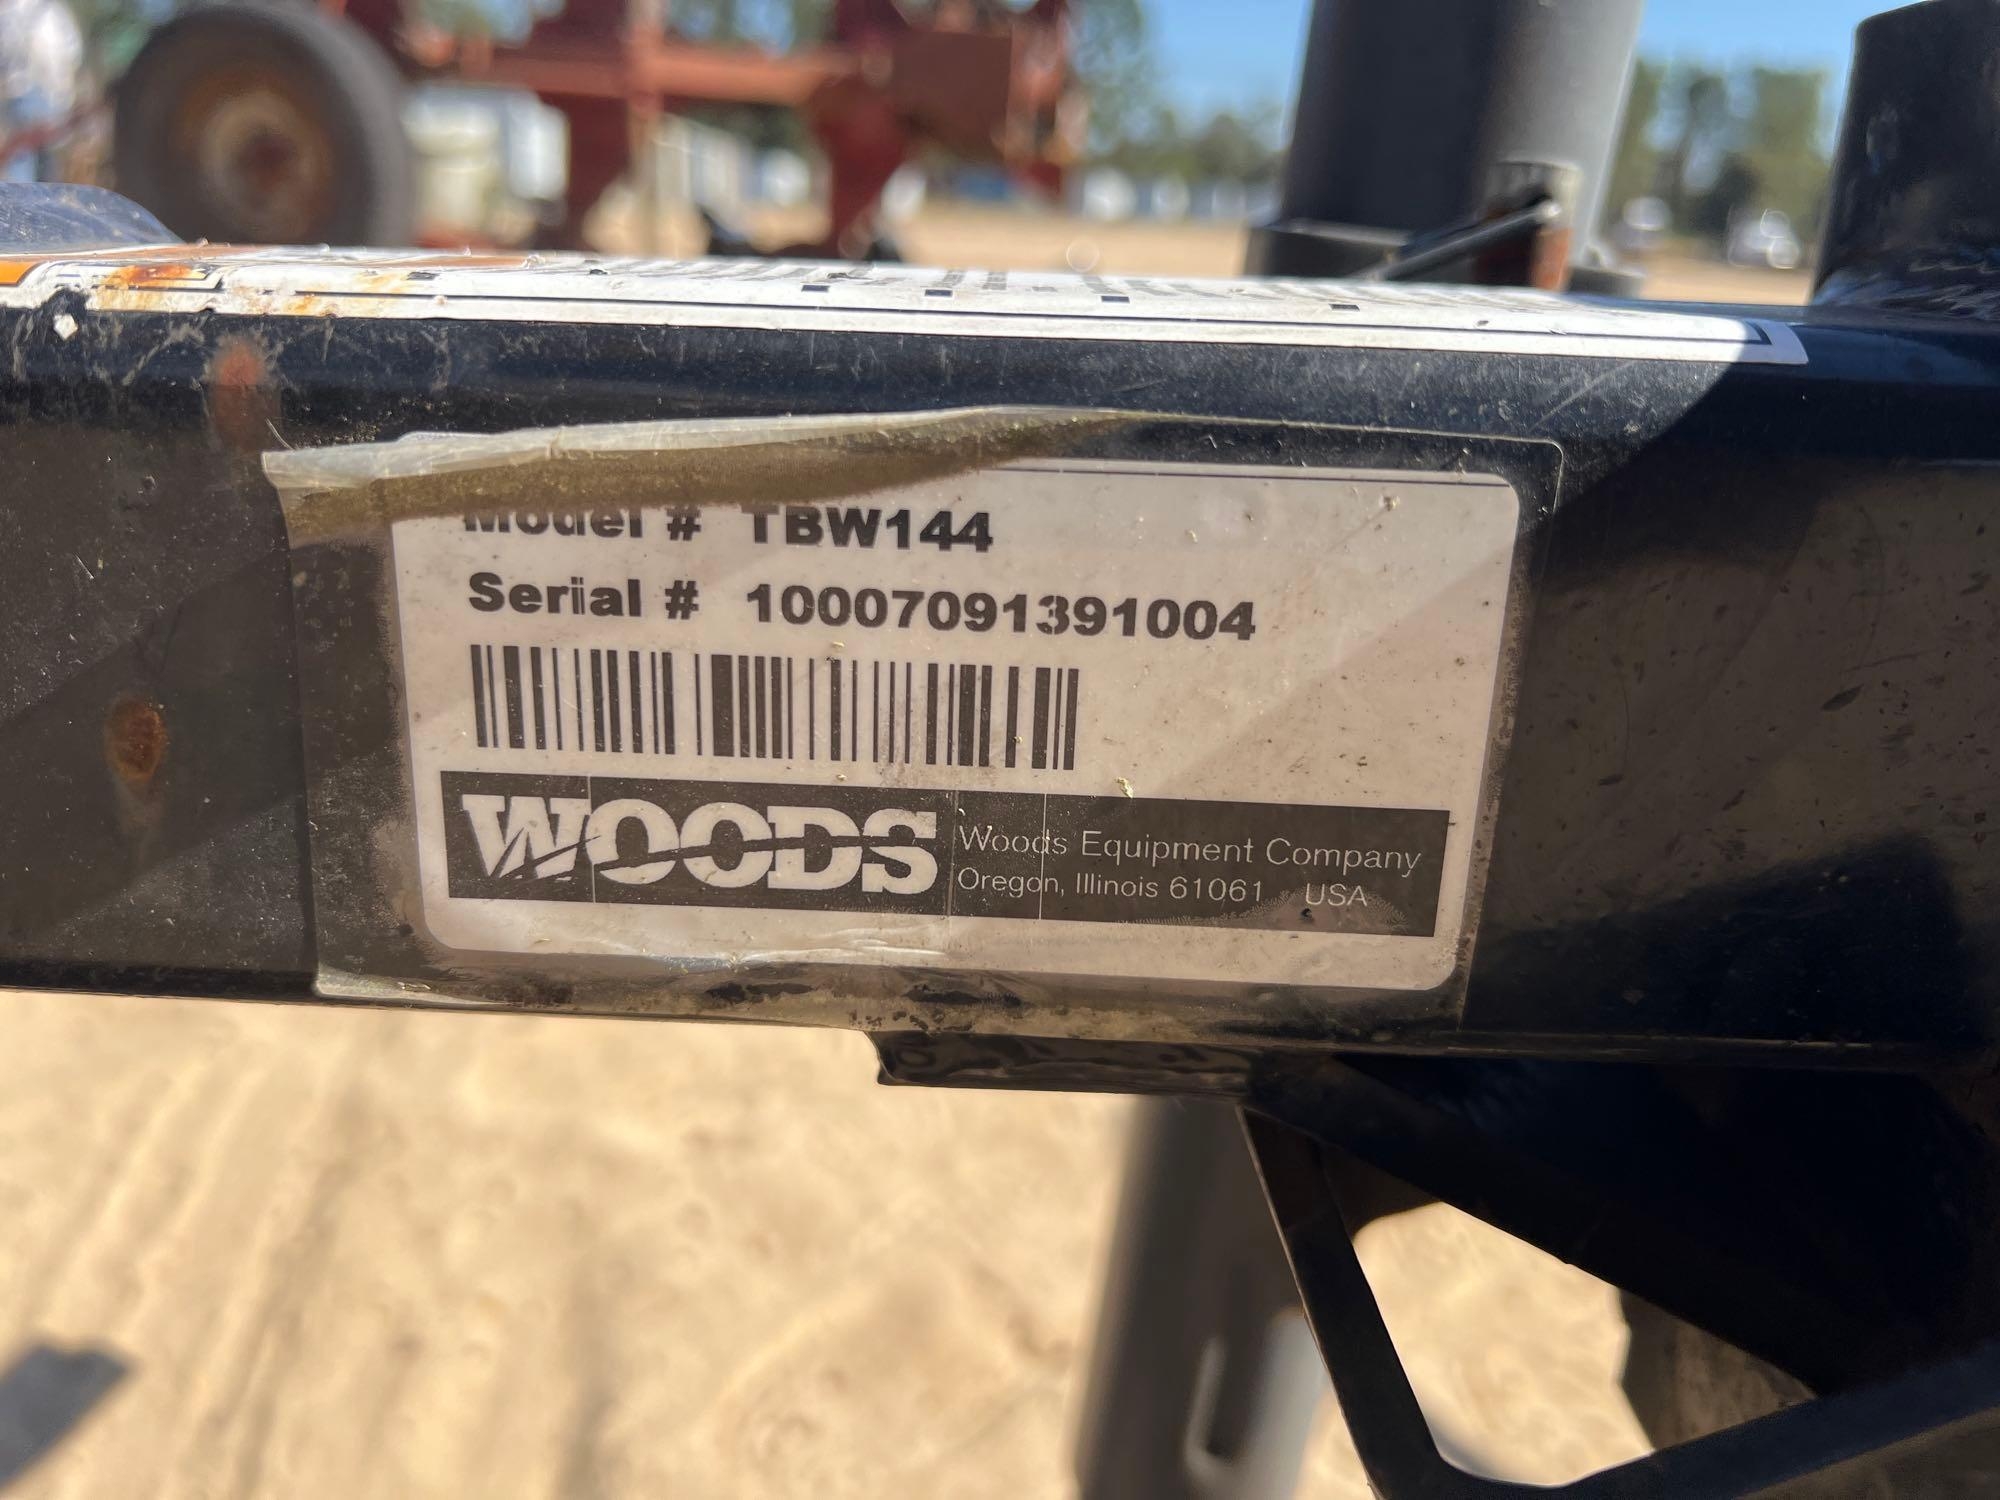 Model # TBW144
Serial # 10007091391004
WOODS
Woods Equipment Company
Oregon, Illinois 61061 USA